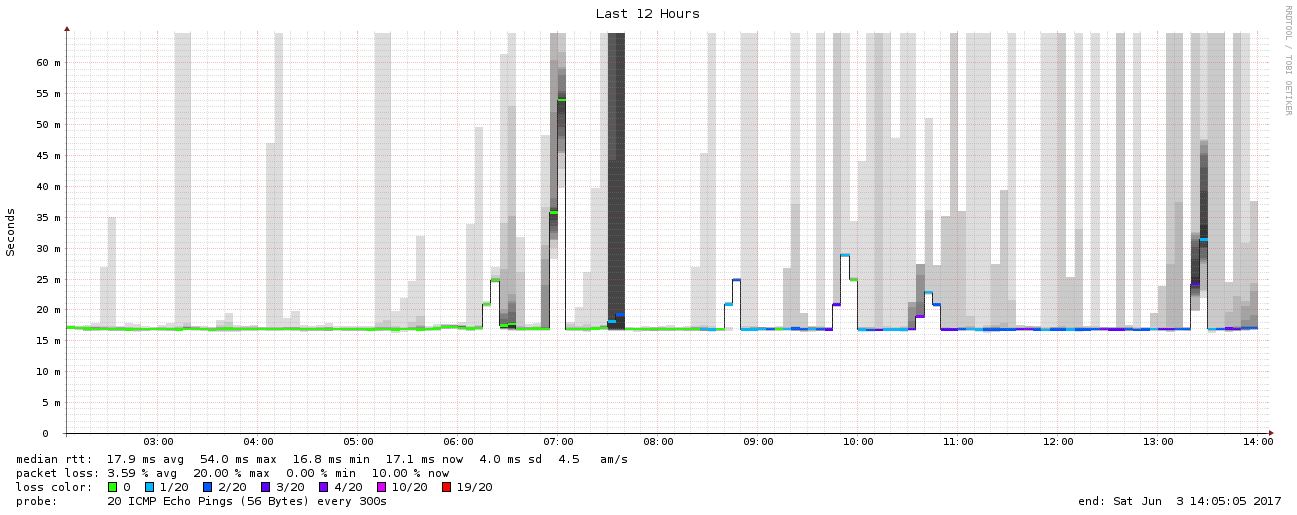 Last 12 Hours
RRDTOOL / TOBI OETIKER
Seconds
60 m
55 m
50 m
45 m
40 m
35 m
30 m
25 m
20 m
15 m
10 m
5 m
0
03:00 04:00 05:00 06:00 07:00 08:00 09:00 10:00 11:00 12:00 13:00 14:00
median rtt: 17.9 ms avg 54.0 ms max 16.8 ms min 17.1 ms now 4.0 ms sd 4.5 am/s
packet loss: 3.59 % avg 20.00 % max 0.00 % min 10.00 % now
loss color: 0 1/20 2/20 3/20 4/20 10/20 19/20
probe: 20 ICMP Echo Pings (56 Bytes) every 300s end: Sat Jun 3 14:05:05 2017